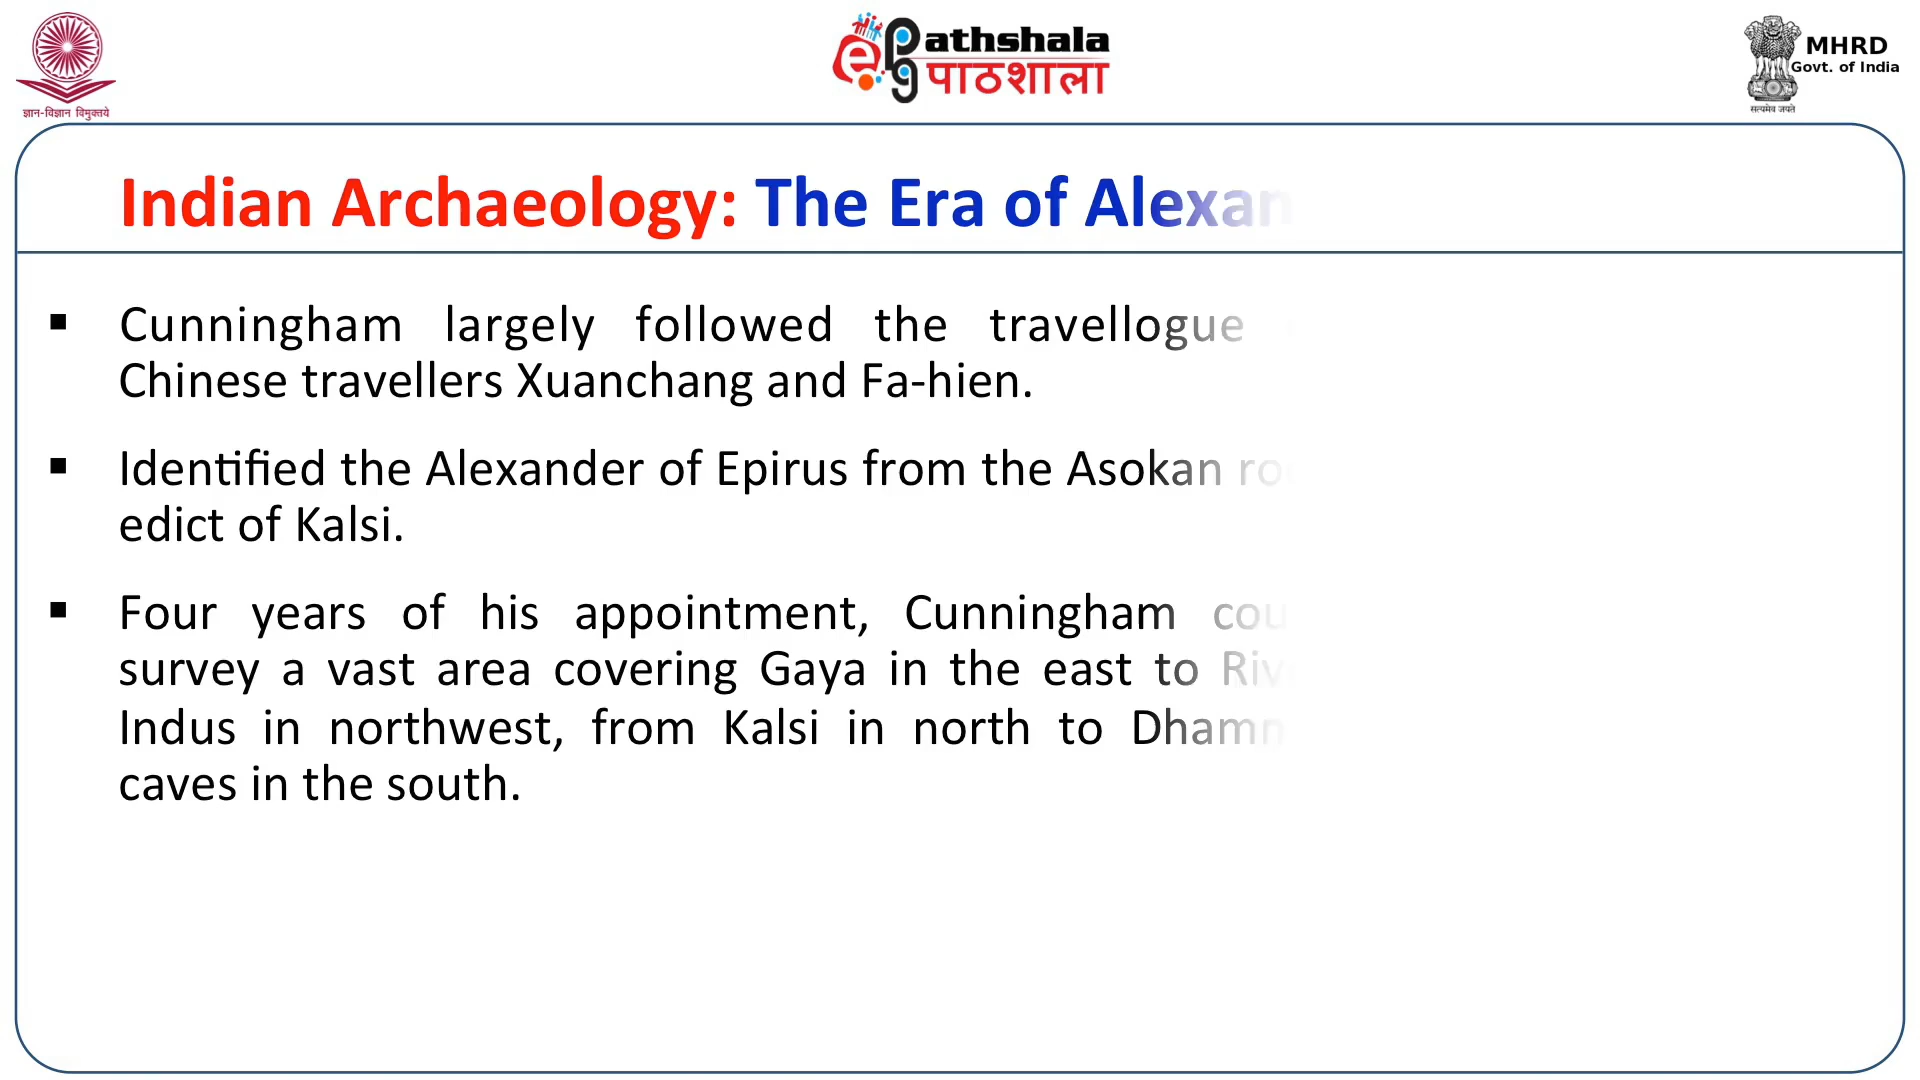 ज्ञान-विज्ञान विमुक्तये
ePathshala
पाठशाला
MHRD
Govt. of India
सत्यमेव जयते
Indian Archaeology: The Era of
▪ Cunningham largely followed the travellogue
Chinese travellers Xuanchang and Fa-hien.
▪ Identified the Alexander of Epirus from the Asokan
edict of Kalsi.
▪ Four years of his appointment, Cunningham
survey a vast area covering Gaya in the east to
Indus in northwest, from Kalsi in north to
caves in the south.